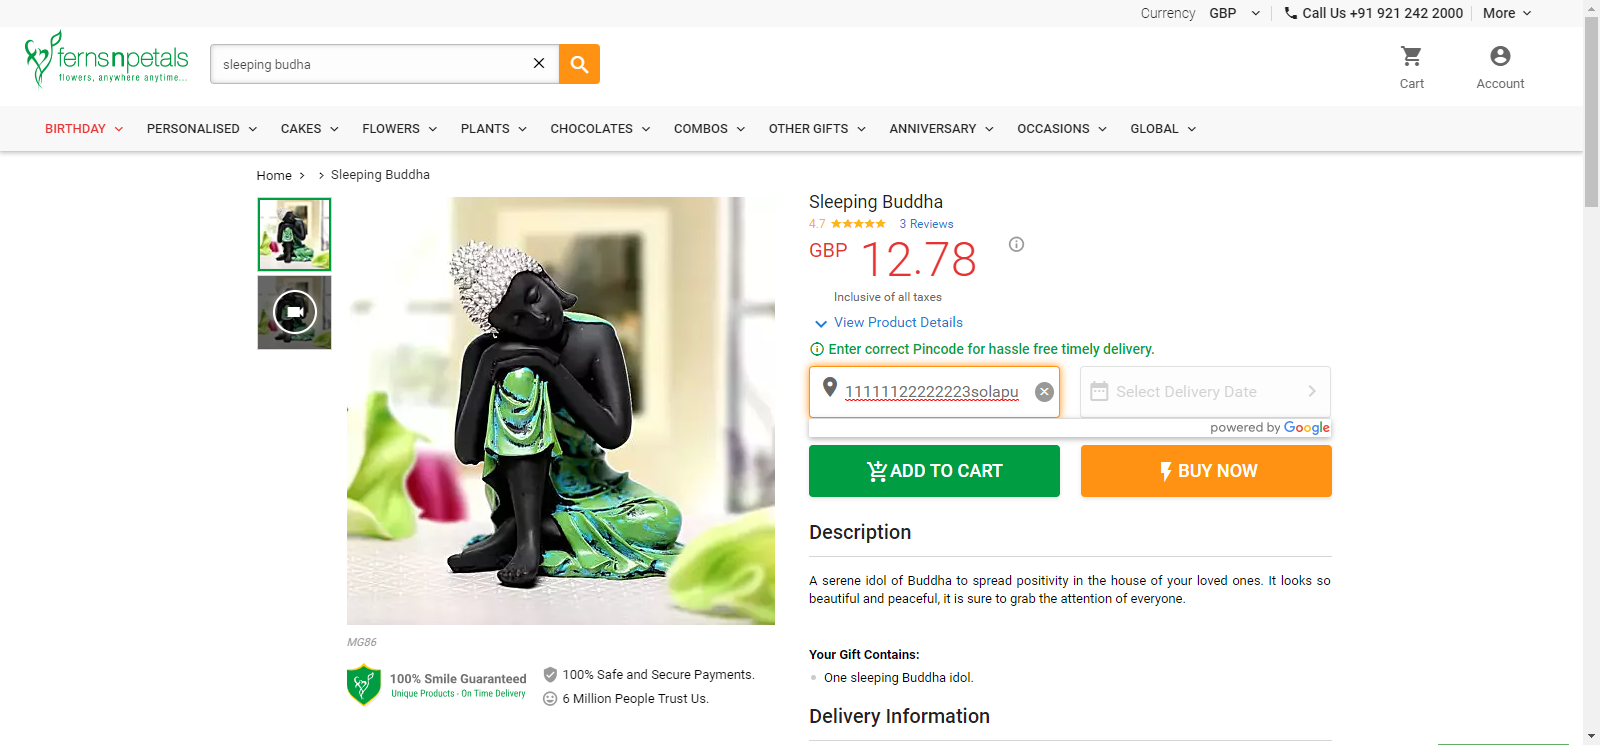 Currency GBP Call Us +91 921 242 2000 More
fernsnpetals
flowers, anywhere anytime...
sleeping budha
Cart
Account
BIRTHDAY PERSONALISED CAKES FLOWERS PLANTS CHOCOLATES COMBOS OTHER GIFTS ANNIVERSARY OCCASIONS GLOBAL
Home > > Sleeping Buddha
Sleeping Buddha
4.7 ★★★★★ 3 Reviews
GBP 12.78
Inclusive of all taxes
View Product Details
Enter correct Pincode for hassle free timely delivery.
11111122222223solapu
Select Delivery Date
powered by Google
ADD TO CART
BUY NOW
Description
A serene idol of Buddha to spread positivity in the house of your loved ones. It looks so
beautiful and peaceful, it is sure to grab the attention of everyone.
Your Gift Contains:
One sleeping Buddha idol.
Delivery Information
MG86
100% Smile Guaranteed
Unique Products - On Time Delivery
100% Safe and Secure Payments.
6 Million People Trust Us.